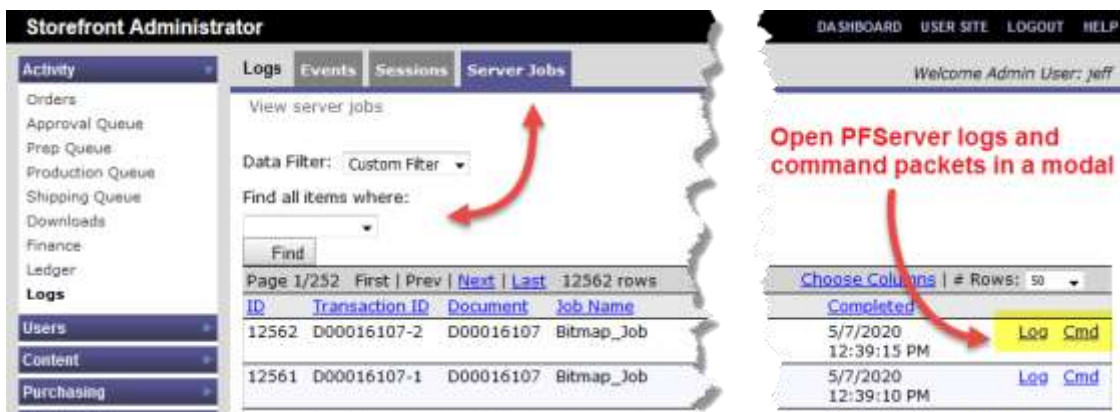 Storefront Administrator
DASHBOARD USER SITE LOGOUT HELP
Activity
Orders
Approval Queue
Prep Queue
Production Queue
Shipping Queue
Downloads
Finance
Ledger
Logs
Users
Content
Purchasing
Logs Events Sessions Server Jobs
Welcome Admin User: jeff
View server jobs
Data Filter: Custom Filter
Find all items where:
Find
Open PFServer logs and
command packets in a modal
Page 1/252 First | Prev | Next | Last 12562 rows
Choose Columns | # Rows: 50
ID Transaction ID Document Job Name Completed
12562 D00016107-2 D00016107 Bitmap_Job 5/7/2020 Log Cmd
12:39:15 PM
12561 D00016107-1 D00016107 Bitmap_Job 5/7/2020 Log Cmd
12:39:10 PM